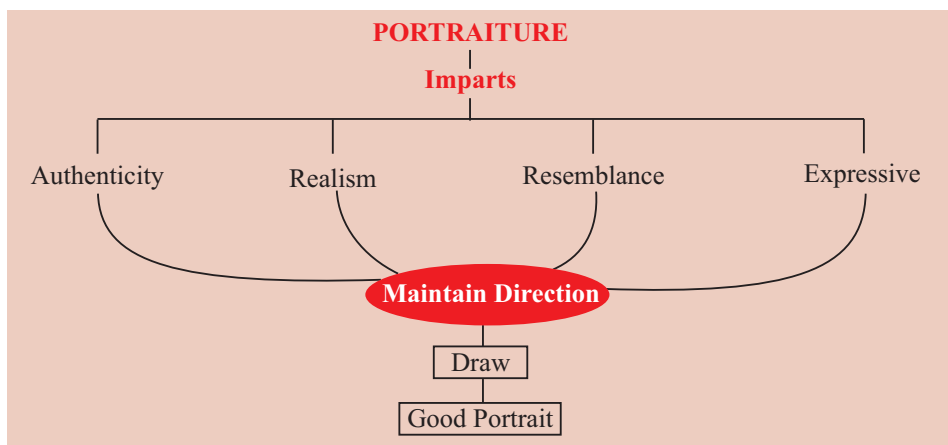 PORTRAITURE
Imparts
Authenticity Realism Resemblance Expressive
Maintain Direction
Draw
Good Portrait